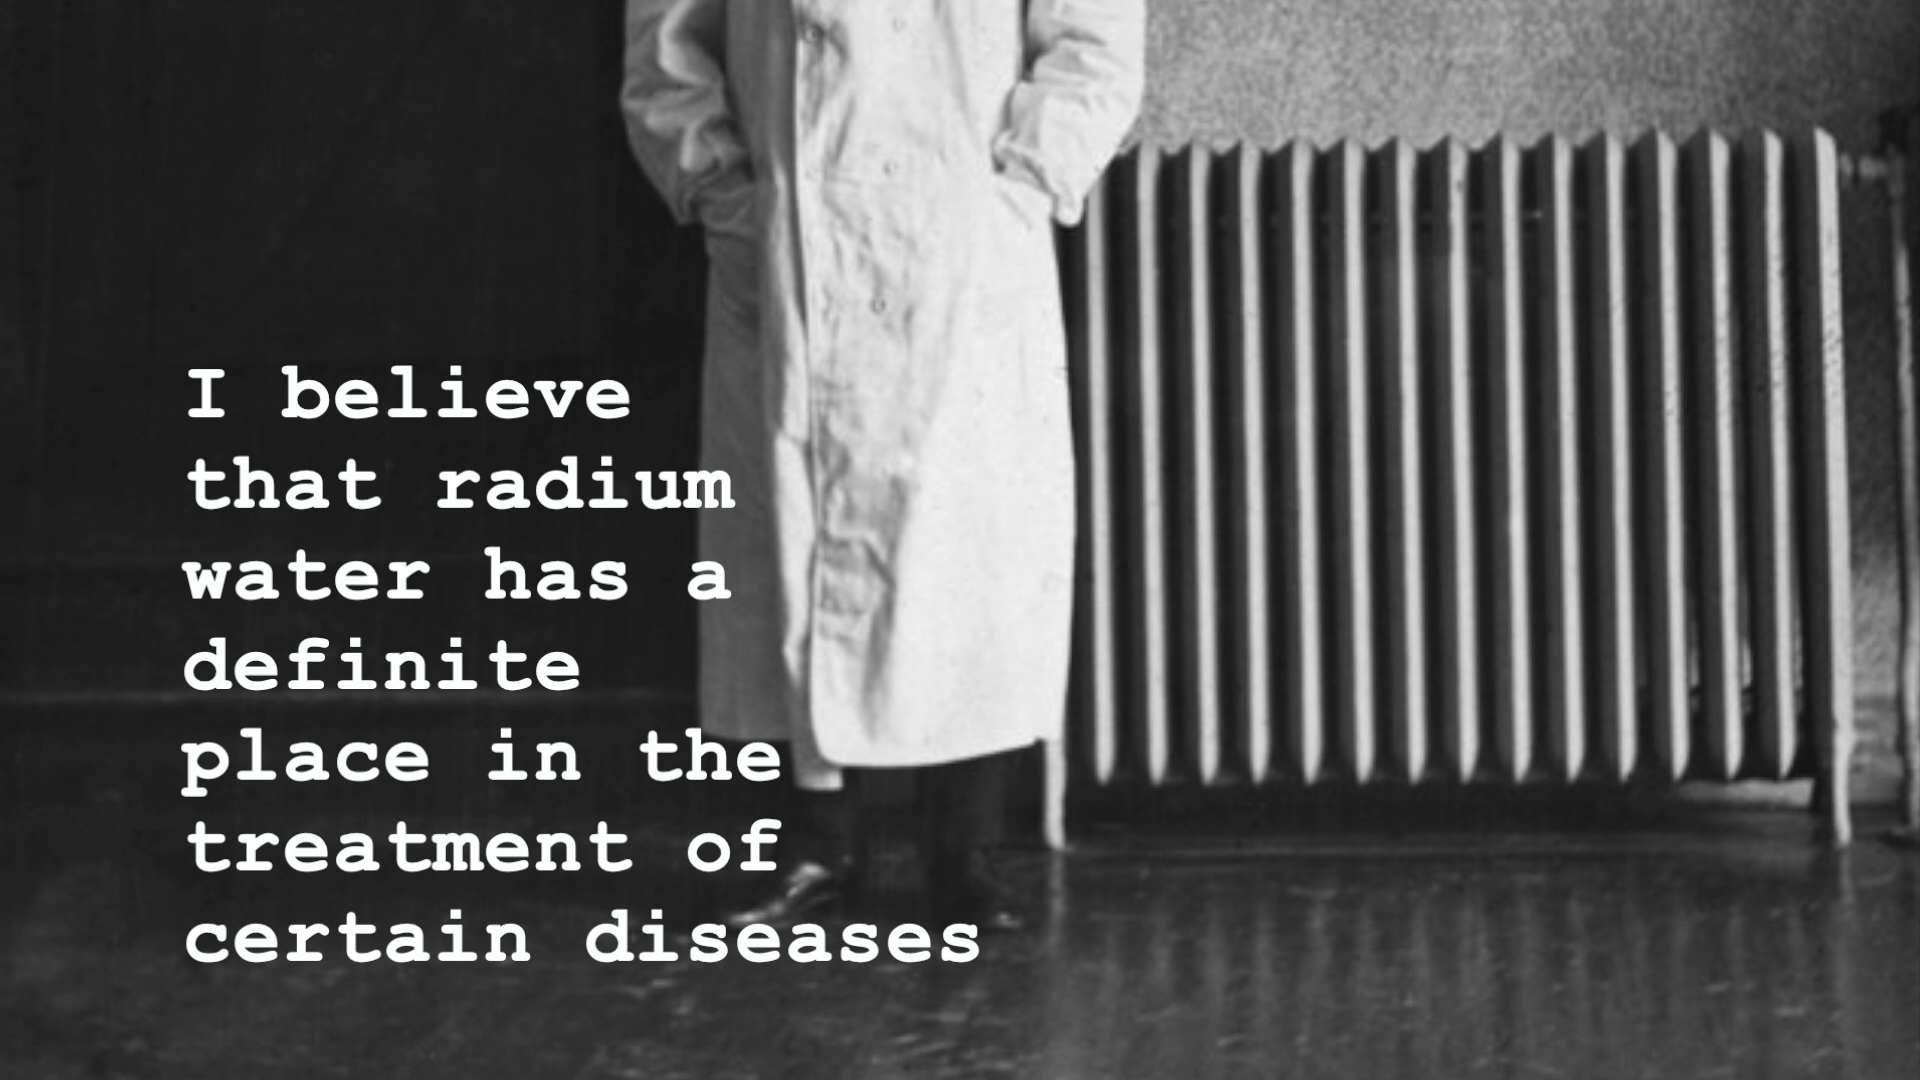 I believe
that radium
water has a
definite
place in the
treatment of
certain diseases